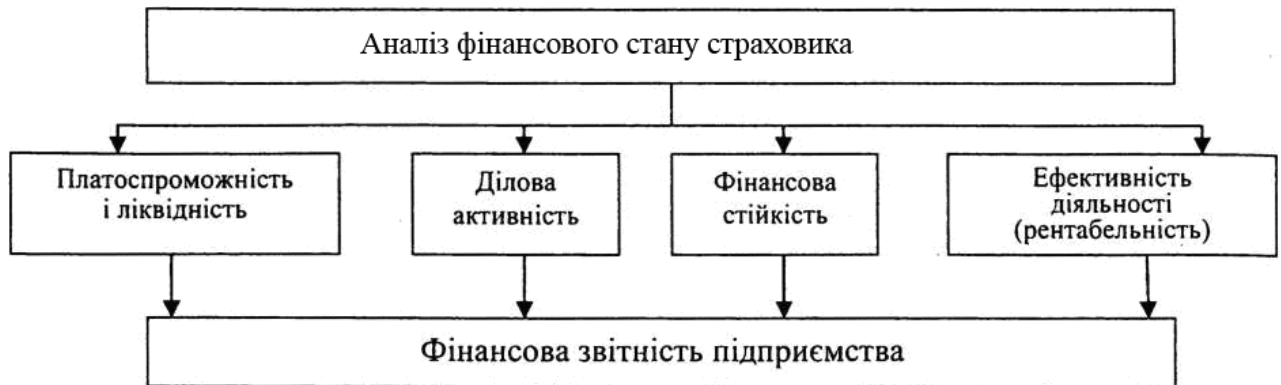 Аналіз фінансового стану страховика
Платоспроможність
і ліквідність
Ділова
активність
Фінансова
стійкість
Ефективність
діяльності
(рентабельність)
Фінансова звітність підприємства